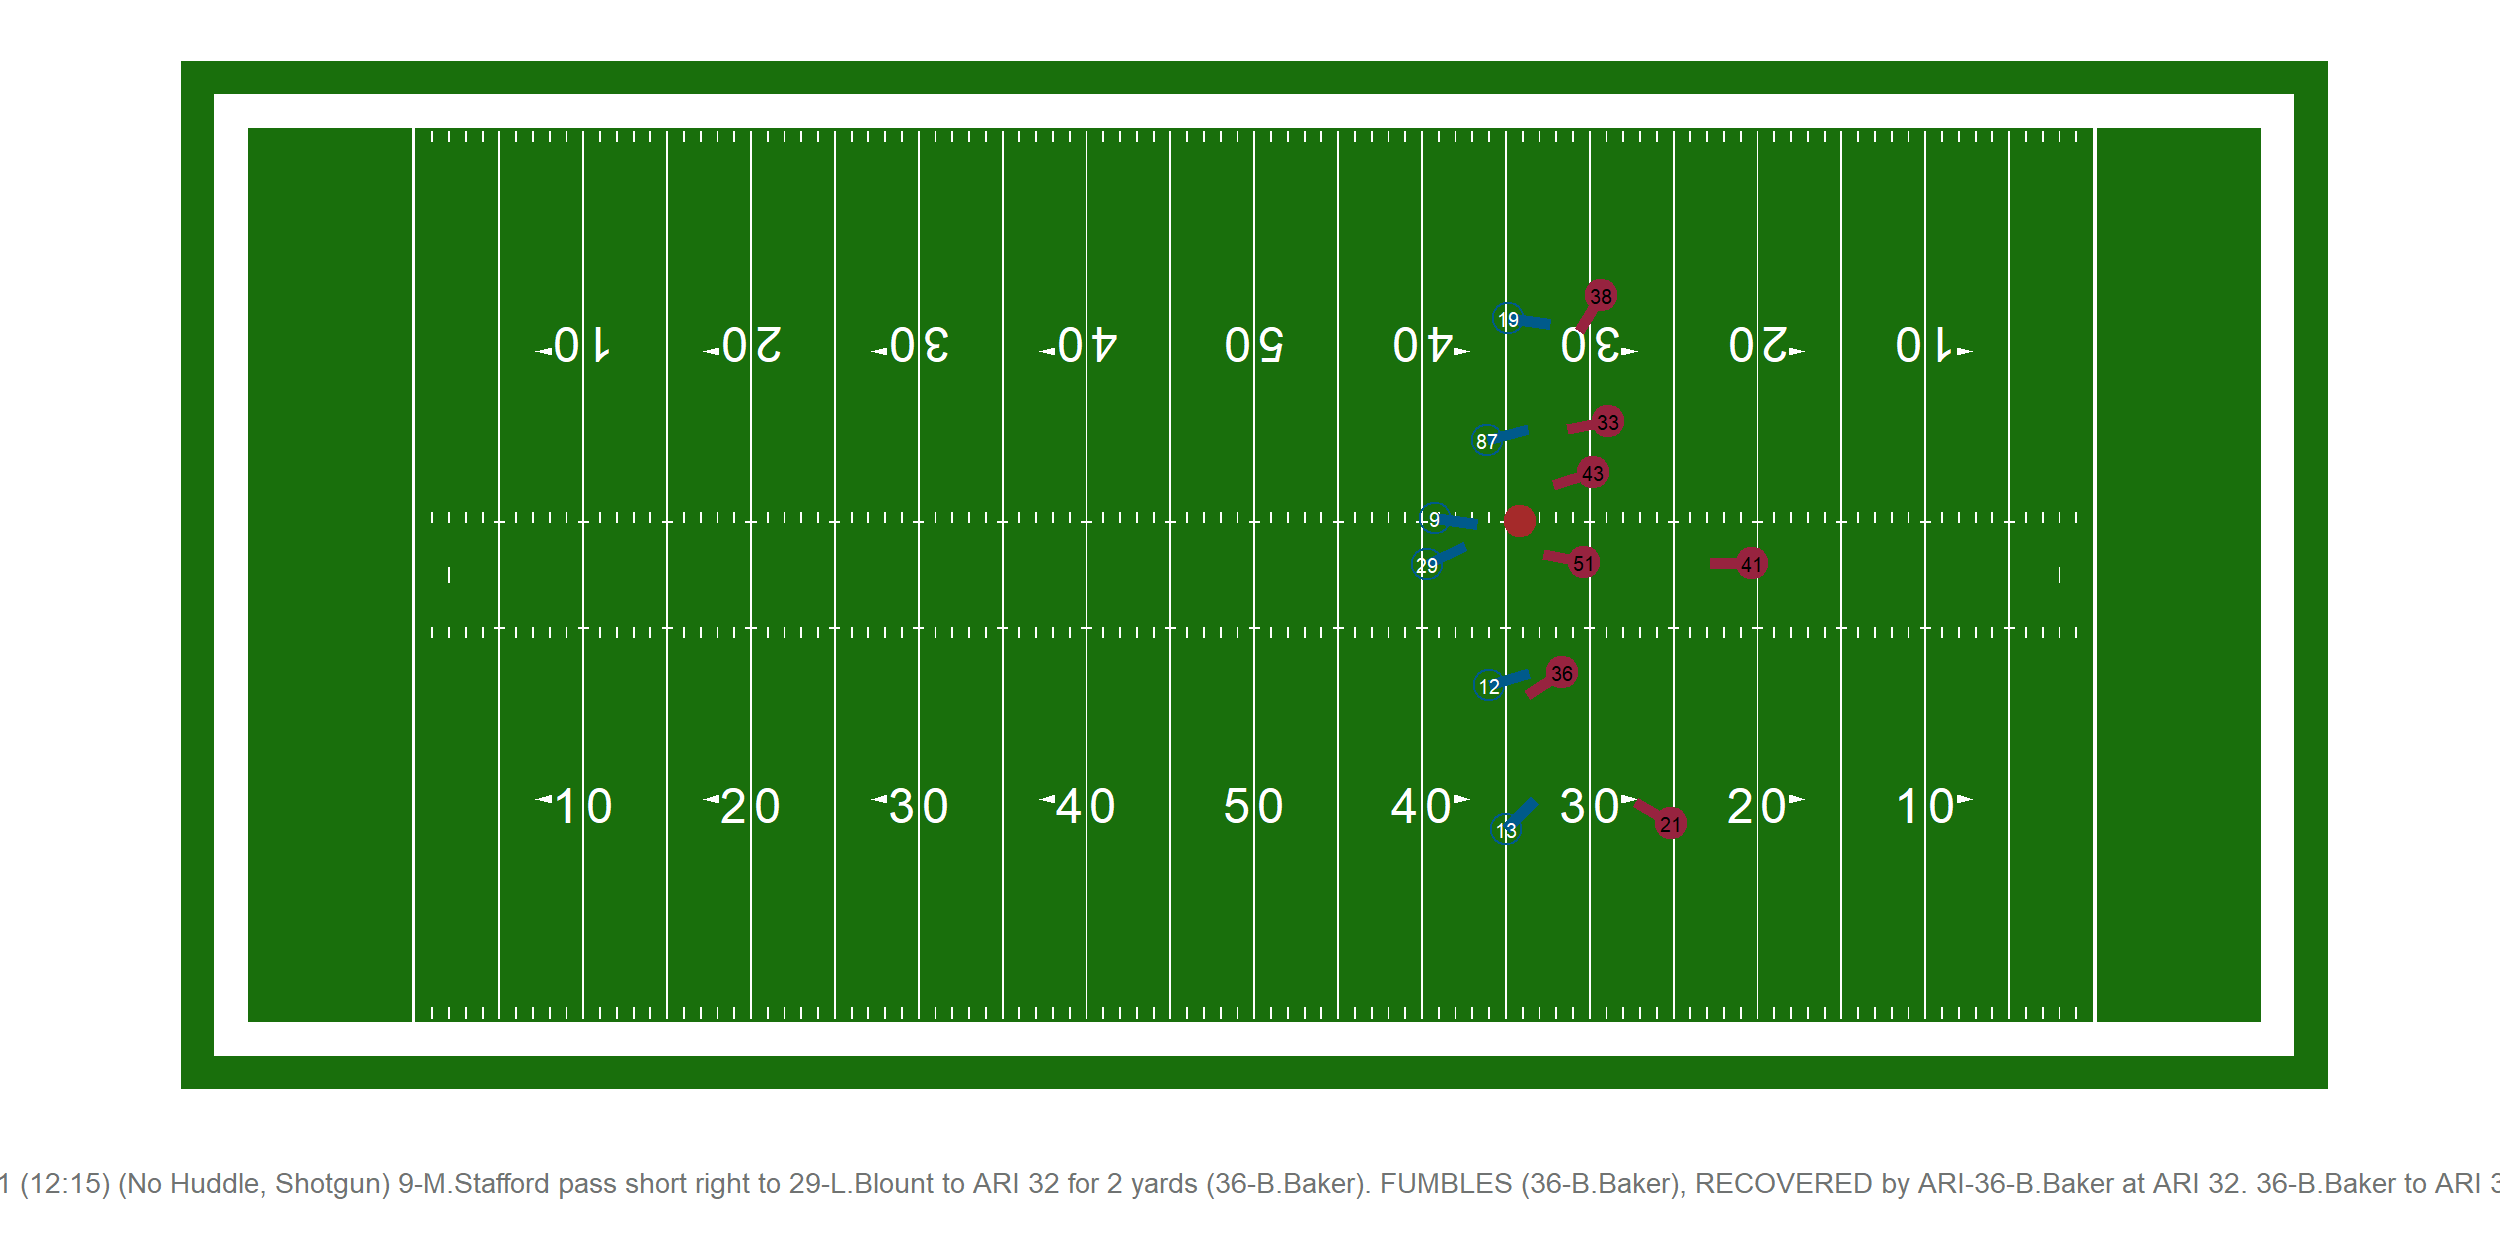 38
19
10 20 30 40 50 40 30 20 10
33
87
43
9
29 51 41
36
12
10 20 30 40 50 40 30 20 10
13 21
1 (12:15) (No Huddle, Shotgun) 9-M.Stafford pass short right to 29-L.Blount to ARI 32 for 2 yards (36-B.Baker). FUMBLES (36-B.Baker), RECOVERED by ARI-36-B.Baker at ARI 32. 36-B.Baker to ARI 3